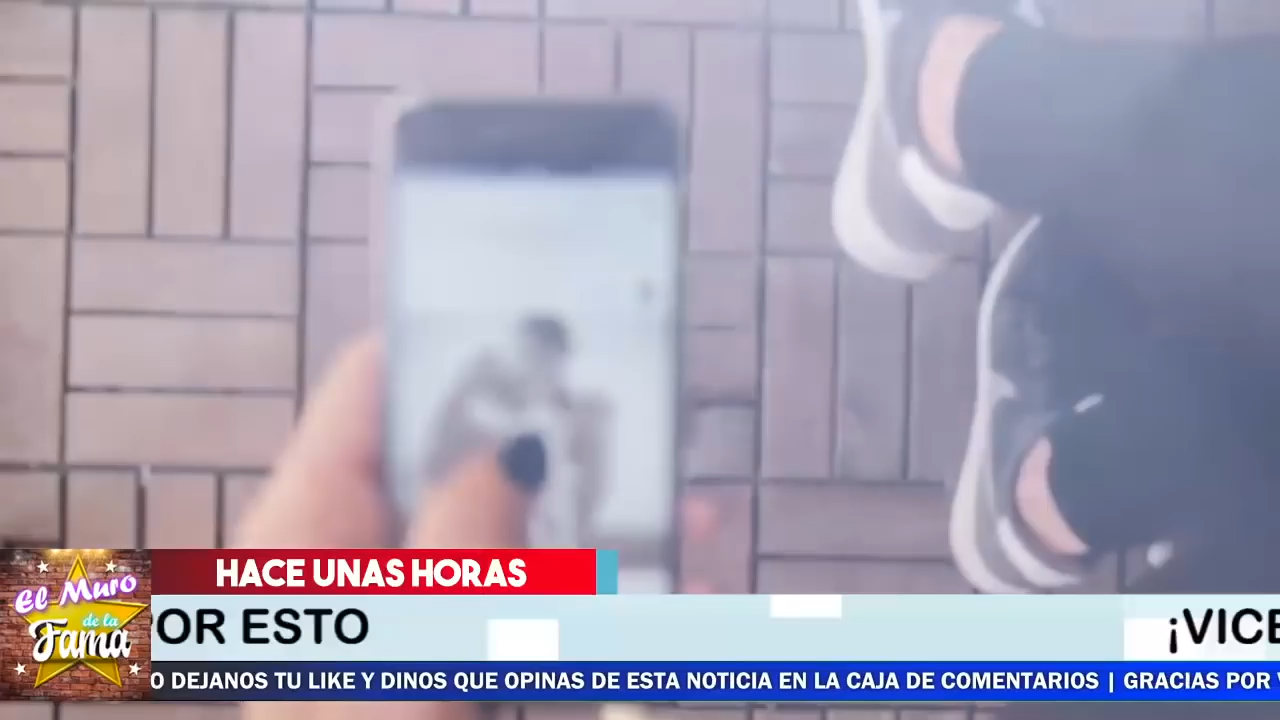 HACE UNAS HORAS
El Muro
de la
Fama
OR ESTO
¡VICE
O DEJANOS TU LIKE Y DINOS QUE OPINAS DE ESTA NOTICIA EN LA CAJA DE COMENTARIOS | GRACIAS POR